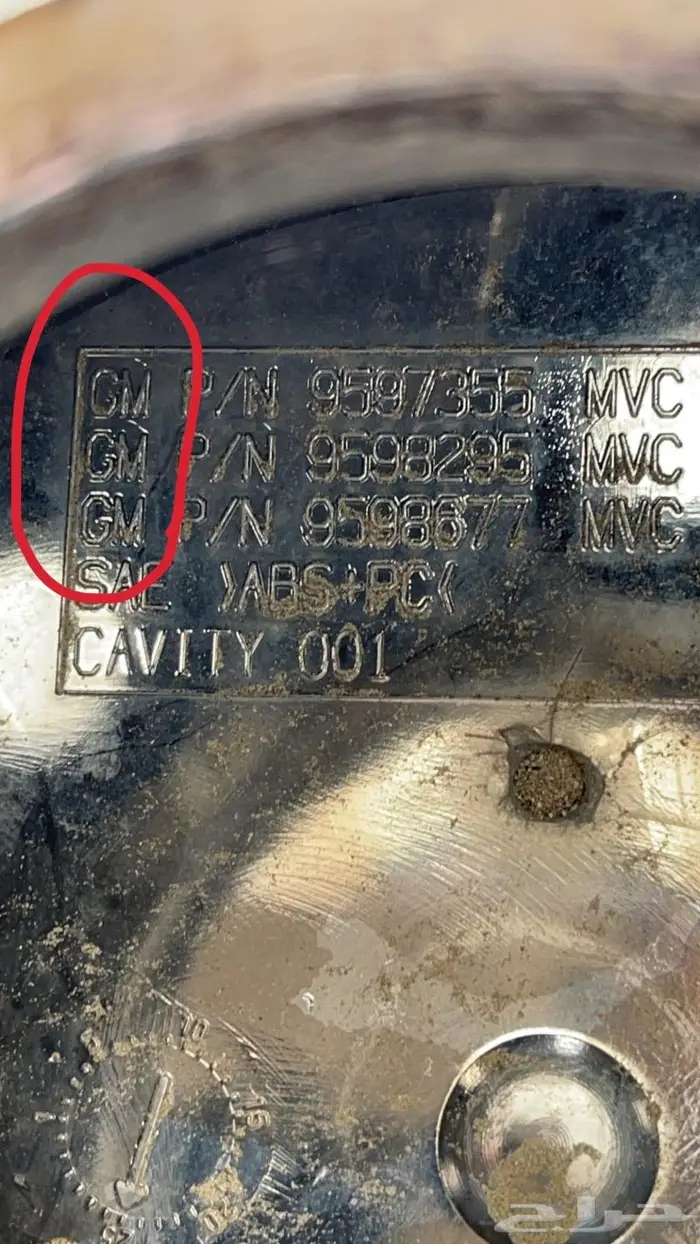 GM P/N 9597355 MVC
GM P/N 9598295 MVC
GM P/N 9598677 MVC
SAE >ABS+PC<
CAVITY 001
حراج